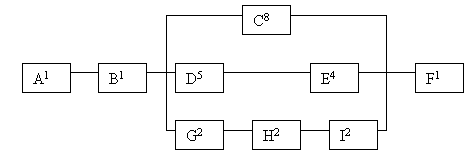 C⁸
A¹ B¹ D⁵ E⁴ F¹
G² H² I²